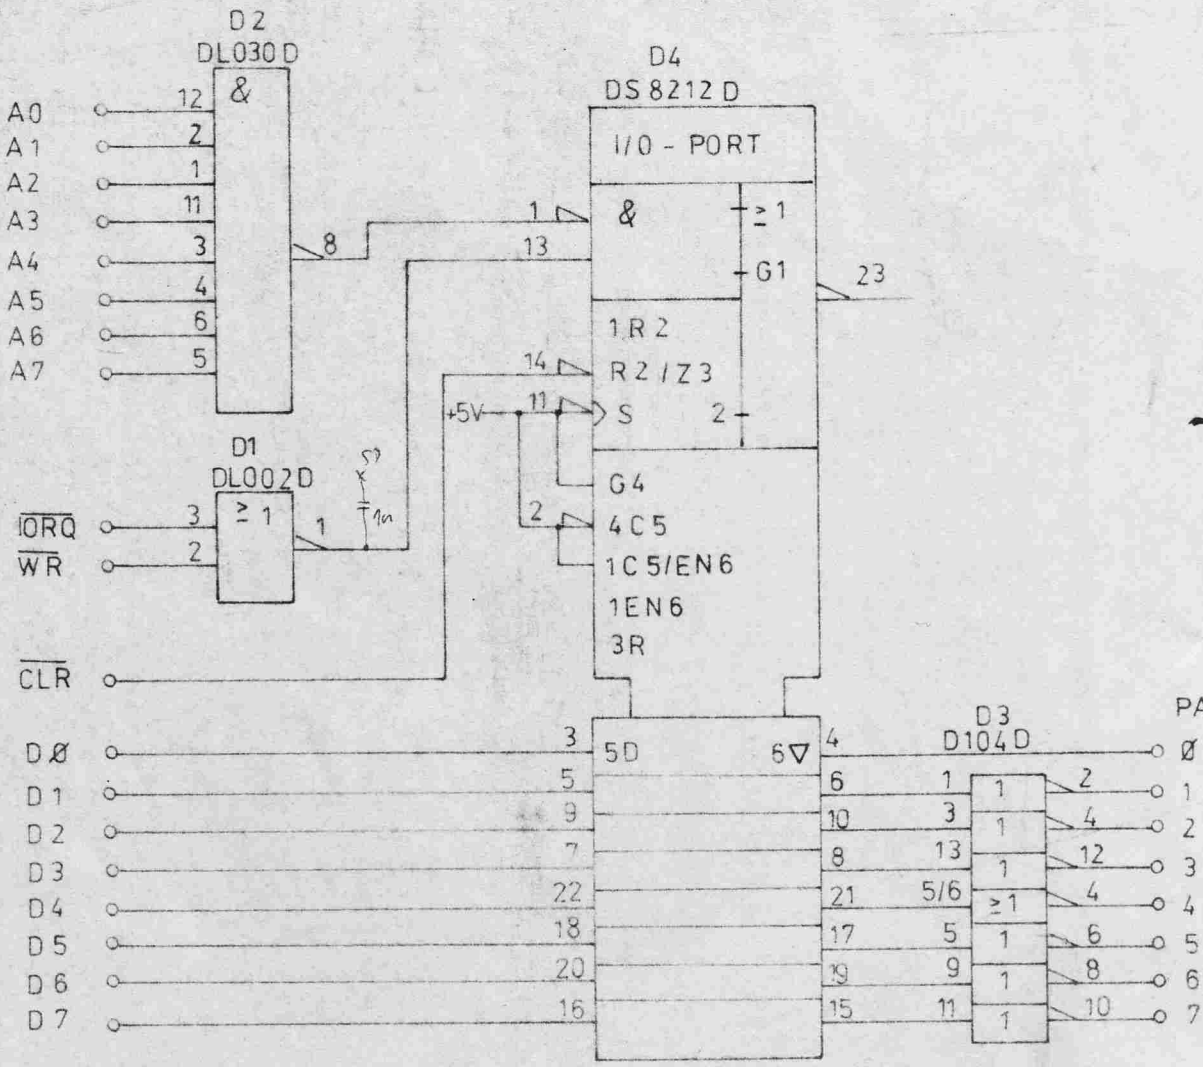 D2
DL030D
D4
DS 8212 D
A0 12 &
A1 2
A2 1
A3 11
A4 3
A5 4
A6 6
A7 5
8
I/O - PORT
1 & ≥1
13
G1
23
1R2
14 R2/Z3
+5V 11 S 2
G4
2 4C5
1C5/EN6
1EN6
3R
D1
DL002D
I̅O̅R̅Q̅ 3 ≥1 1
W̅R̅ 2
1n
C̅L̅R̅
D3
D104D
PA
DØ 3 5D 6▽ 4 Ø
D1 5 6 1 1 2 1
D2 9 10 3 1 4 2
D3 7 8 13 1 12 3
D4 22 21 5/6 ≥1 4 4
D5 18 17 5 1 6 5
D6 20 19 9 1 8 6
D7 16 15 11 1 10 7